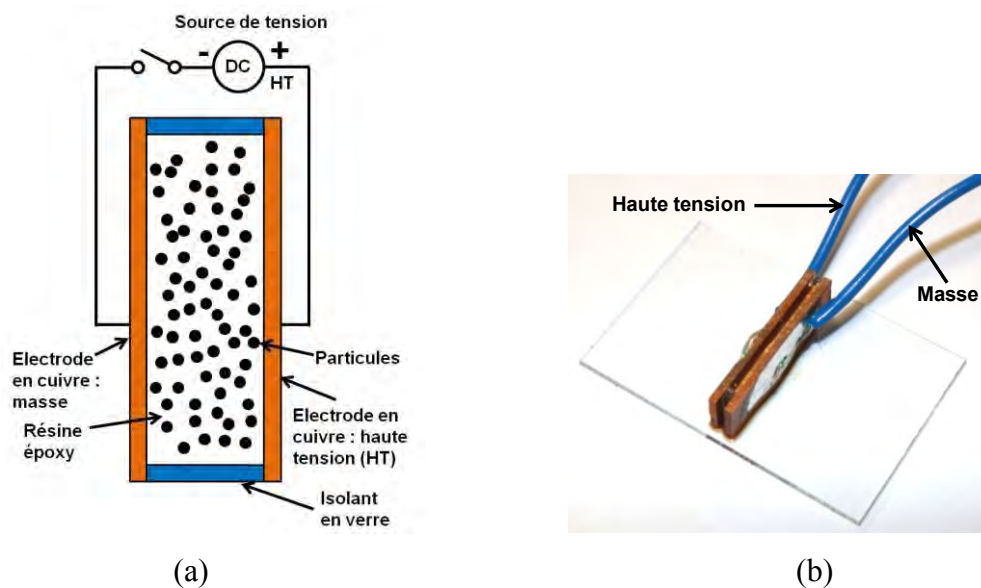 Source de tension
- DC +
HT
Electrode
en cuivre :
masse
Résine
époxy
Particules
Electrode en
cuivre : haute
tension (HT)
Isolant
en verre
(a)
Haute tension
Masse
(b)